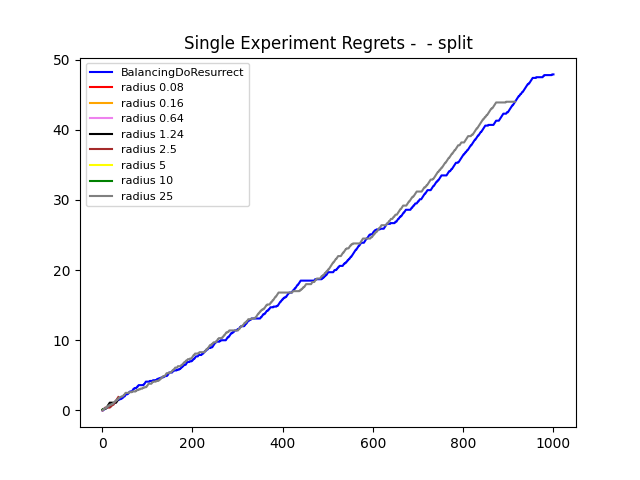 Single Experiment Regrets -  - split
50
40
30
20
10
0
BalancingDoResurrect
radius 0.08
radius 0.16
radius 0.64
radius 1.24
radius 2.5
radius 5
radius 10
radius 25
0 200 400 600 800 1000